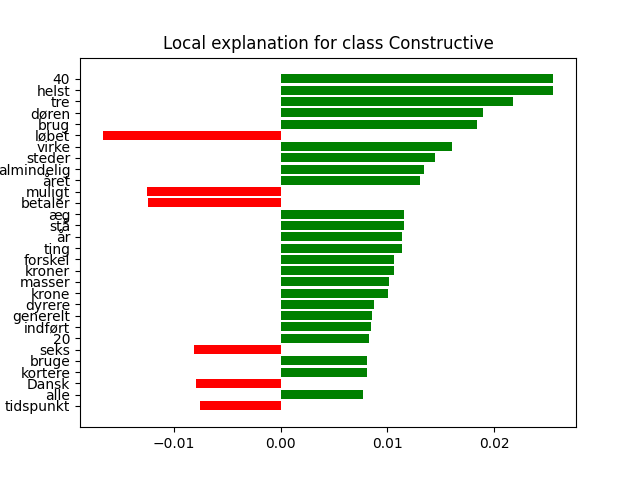 Local explanation for class Constructive
40
helst
tre
døren
brug
løbet
virke
steder
almindelig
året
muligt
betaler
æg
stå
år
ting
forskel
kroner
masser
krone
dyrere
generelt
indført
20
seks
bruge
kortere
Dansk
alle
tidspunkt
−0.01 0.00 0.01 0.02